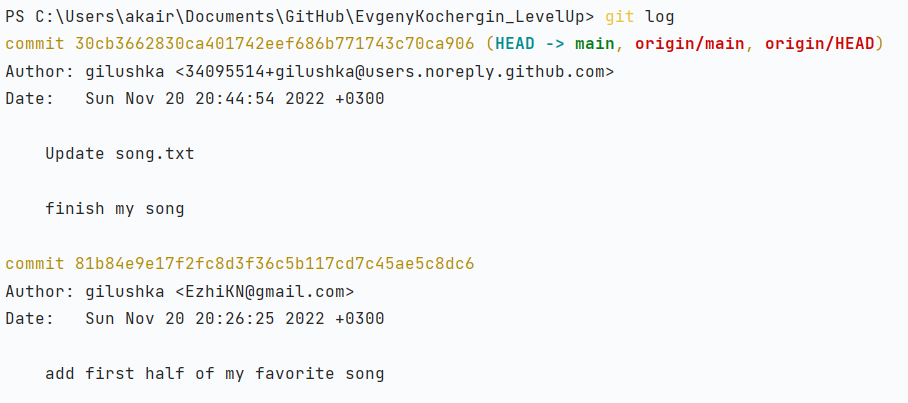 PS C:\Users\akair\Documents\GitHub\EvgenyKochergin_LevelUp> git log
commit 30cb3662830ca401742eef686b771743c70ca906 (HEAD -> main, origin/main, origin/HEAD)
Author: gilushka <34095514+gilushka@users.noreply.github.com>
Date:   Sun Nov 20 20:44:54 2022 +0300
Update song.txt
finish my song
commit 81b84e9e17f2fc8d3f36c5b117cd7c45ae5c8dc6
Author: gilushka <EzhiKN@gmail.com>
Date:   Sun Nov 20 20:26:25 2022 +0300
add first half of my favorite song